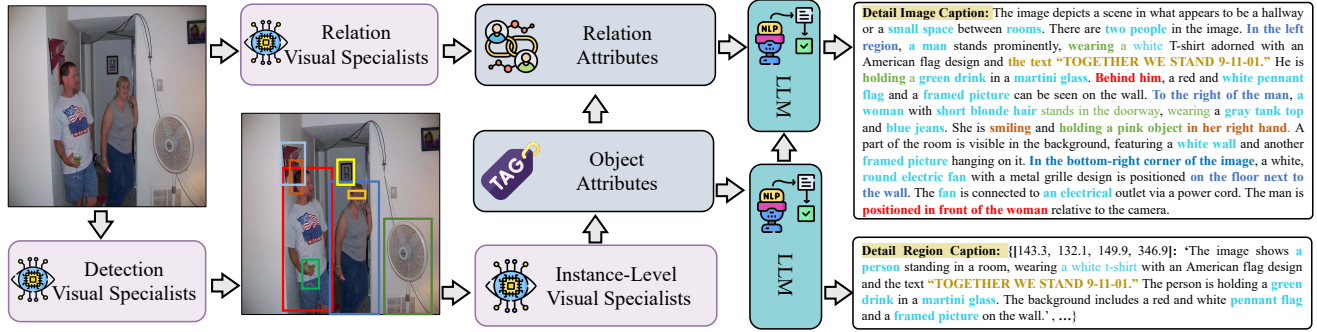 Relation
Visual Specialists
Relation
Attributes
NLP
LLM
Object
Attributes
TAG
NLP
LLM
Detection
Visual Specialists
Instance-Level
Visual Specialists
Detail Image Caption: The image depicts a scene in what appears to be a hallway
or a small space between rooms. There are two people in the image. In the left
region, a man stands prominently, wearing a white T-shirt adorned with an
American flag design and the text “TOGETHER WE STAND 9-11-01.” He is
holding a green drink in a martini glass. Behind him, a red and white pennant
flag and a framed picture can be seen on the wall. To the right of the man, a
woman with short blonde hair stands in the doorway, wearing a gray tank top
and blue jeans. She is smiling and holding a pink object in her right hand. A
part of the room is visible in the background, featuring a white wall and another
framed picture hanging on it. In the bottom-right corner of the image, a white,
round electric fan with a metal grille design is positioned on the floor next to
the wall. The fan is connected to an electrical outlet via a power cord. The man is
positioned in front of the woman relative to the camera.
Detail Region Caption: {[143.3, 132.1, 149.9, 346.9]: ‘The image shows a
person standing in a room, wearing a white t-shirt with an American flag design
and the text “TOGETHER WE STAND 9-11-01.” The person is holding a green
drink in a martini glass. The background includes a red and white pennant flag
and a framed picture on the wall.’ , ...}